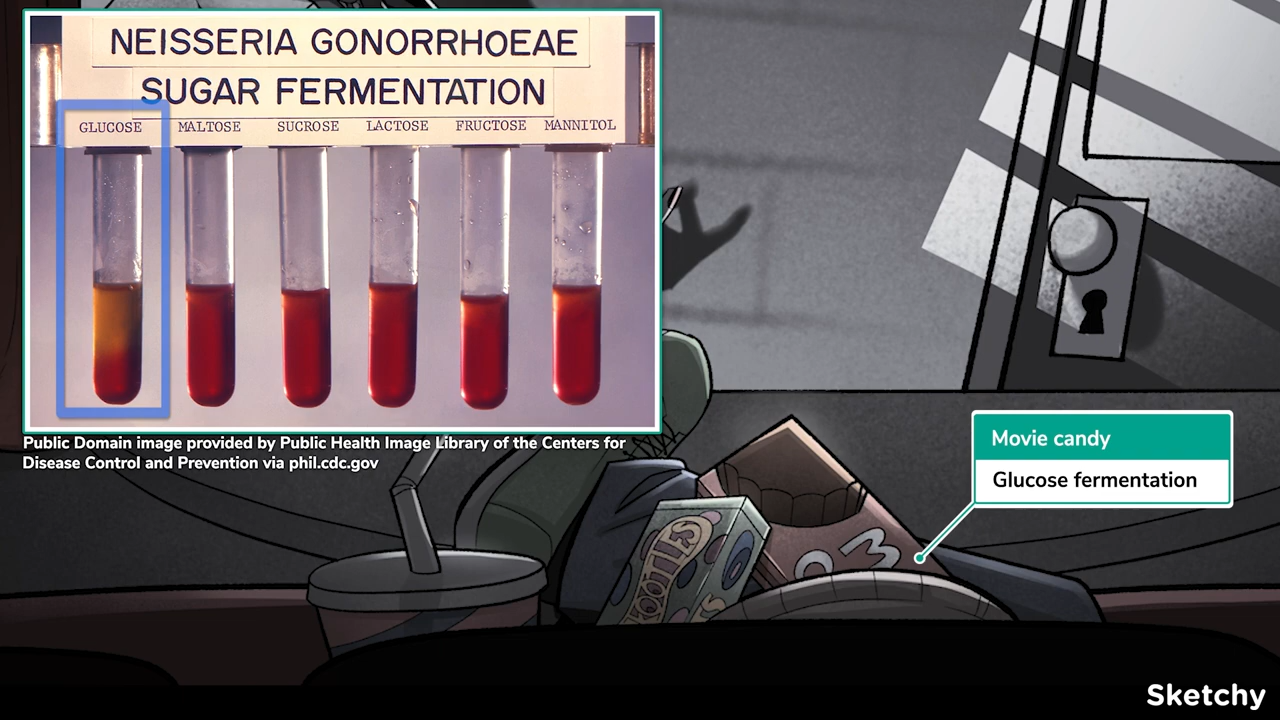 NEISSERIA GONORRHOEAE
SUGAR FERMENTATION
GLUCOSE MALTOSE SUCROSE LACTOSE FRUCTOSE MANNITOL
Public Domain image provided by Public Health Image Library of the Centers for
Disease Control and Prevention via phil.cdc.gov
Movie candy
Glucose fermentation
Sketchy